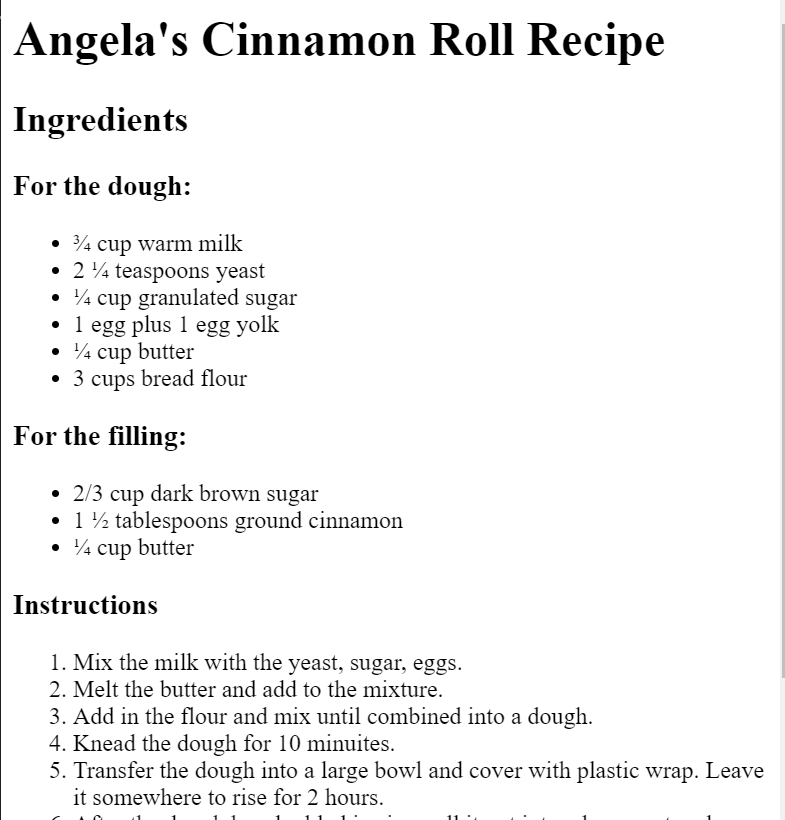 Angela's Cinnamon Roll Recipe
Ingredients
For the dough:
• ¾ cup warm milk
• 2 ¼ teaspoons yeast
• ¼ cup granulated sugar
• 1 egg plus 1 egg yolk
• ¼ cup butter
• 3 cups bread flour
For the filling:
• 2/3 cup dark brown sugar
• 1 ½ tablespoons ground cinnamon
• ¼ cup butter
Instructions
1. Mix the milk with the yeast, sugar, eggs.
2. Melt the butter and add to the mixture.
3. Add in the flour and mix until combined into a dough.
4. Knead the dough for 10 minuites.
5. Transfer the dough into a large bowl and cover with plastic wrap. Leave
it somewhere to rise for 2 hours.